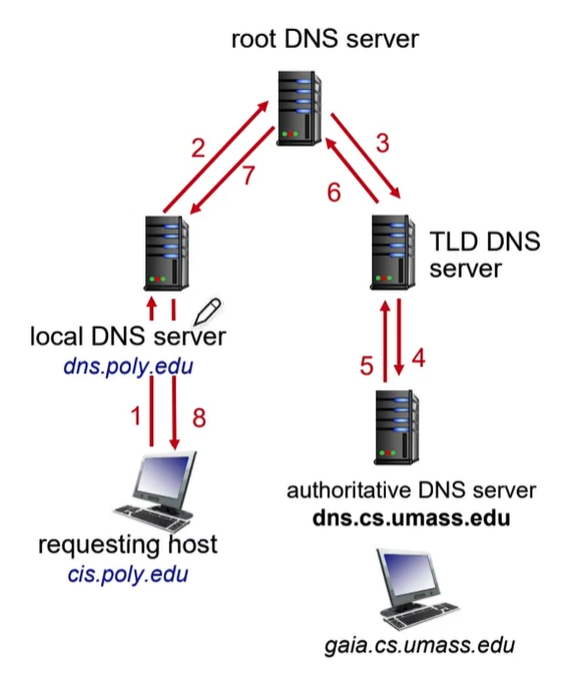 root DNS server
2
3
7
6
TLD DNS
server
local DNS server
dns.poly.edu
5
4
1
8
authoritative DNS server
dns.cs.umass.edu
requesting host
cis.poly.edu
gaia.cs.umass.edu